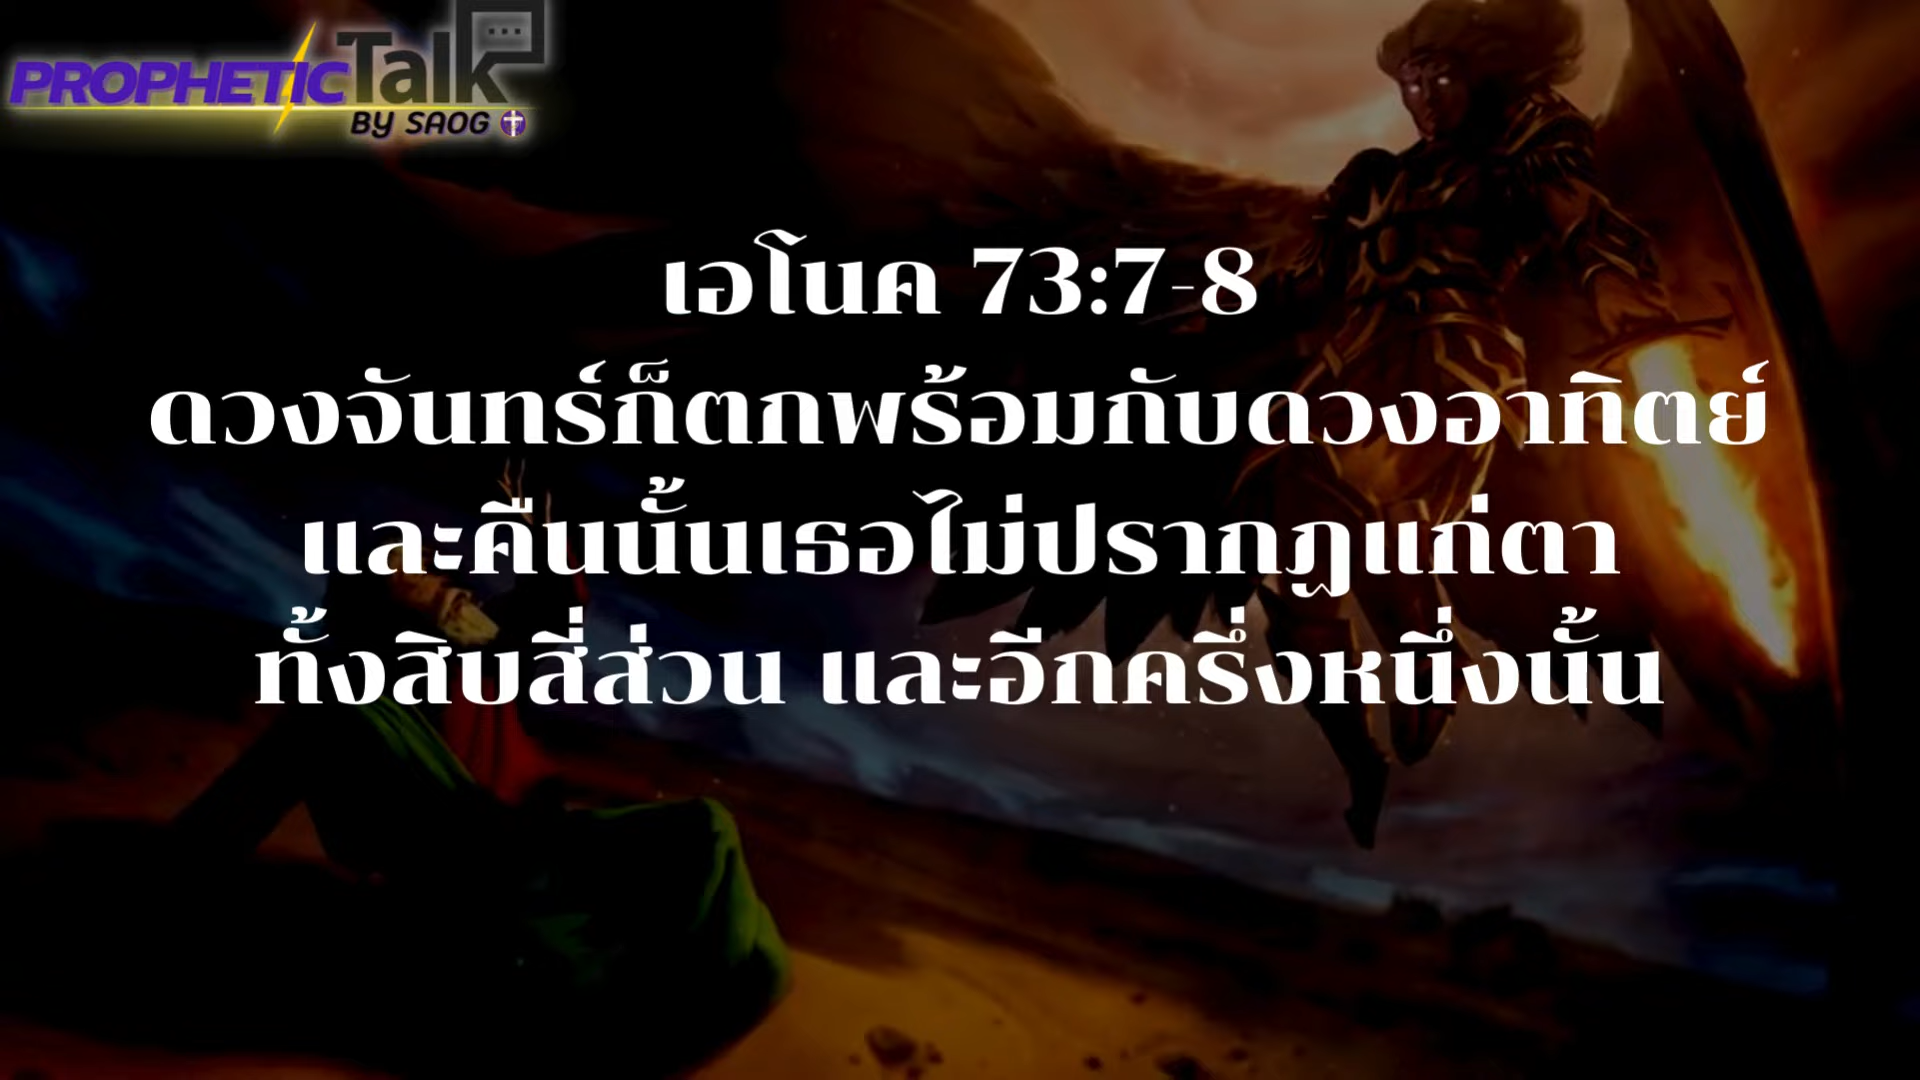 PROPHETIC Talk
BY SAOG
เอโนค 73:7-8
ดวงจันทร์ก็ตกพร้อมกับดวงอาทิตย์
และคืนนั้นเธอไม่ปรากฏแก่ตา
ทั้งสิบสี่ส่วน และอีกครึ่งหนึ่งนั้น